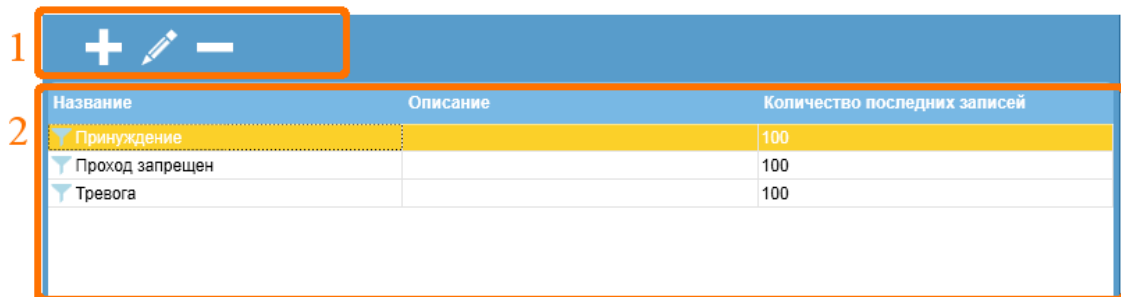 1
Название Описание Количество последних записей
2
Принуждение 100
Проход запрещен 100
Тревога 100